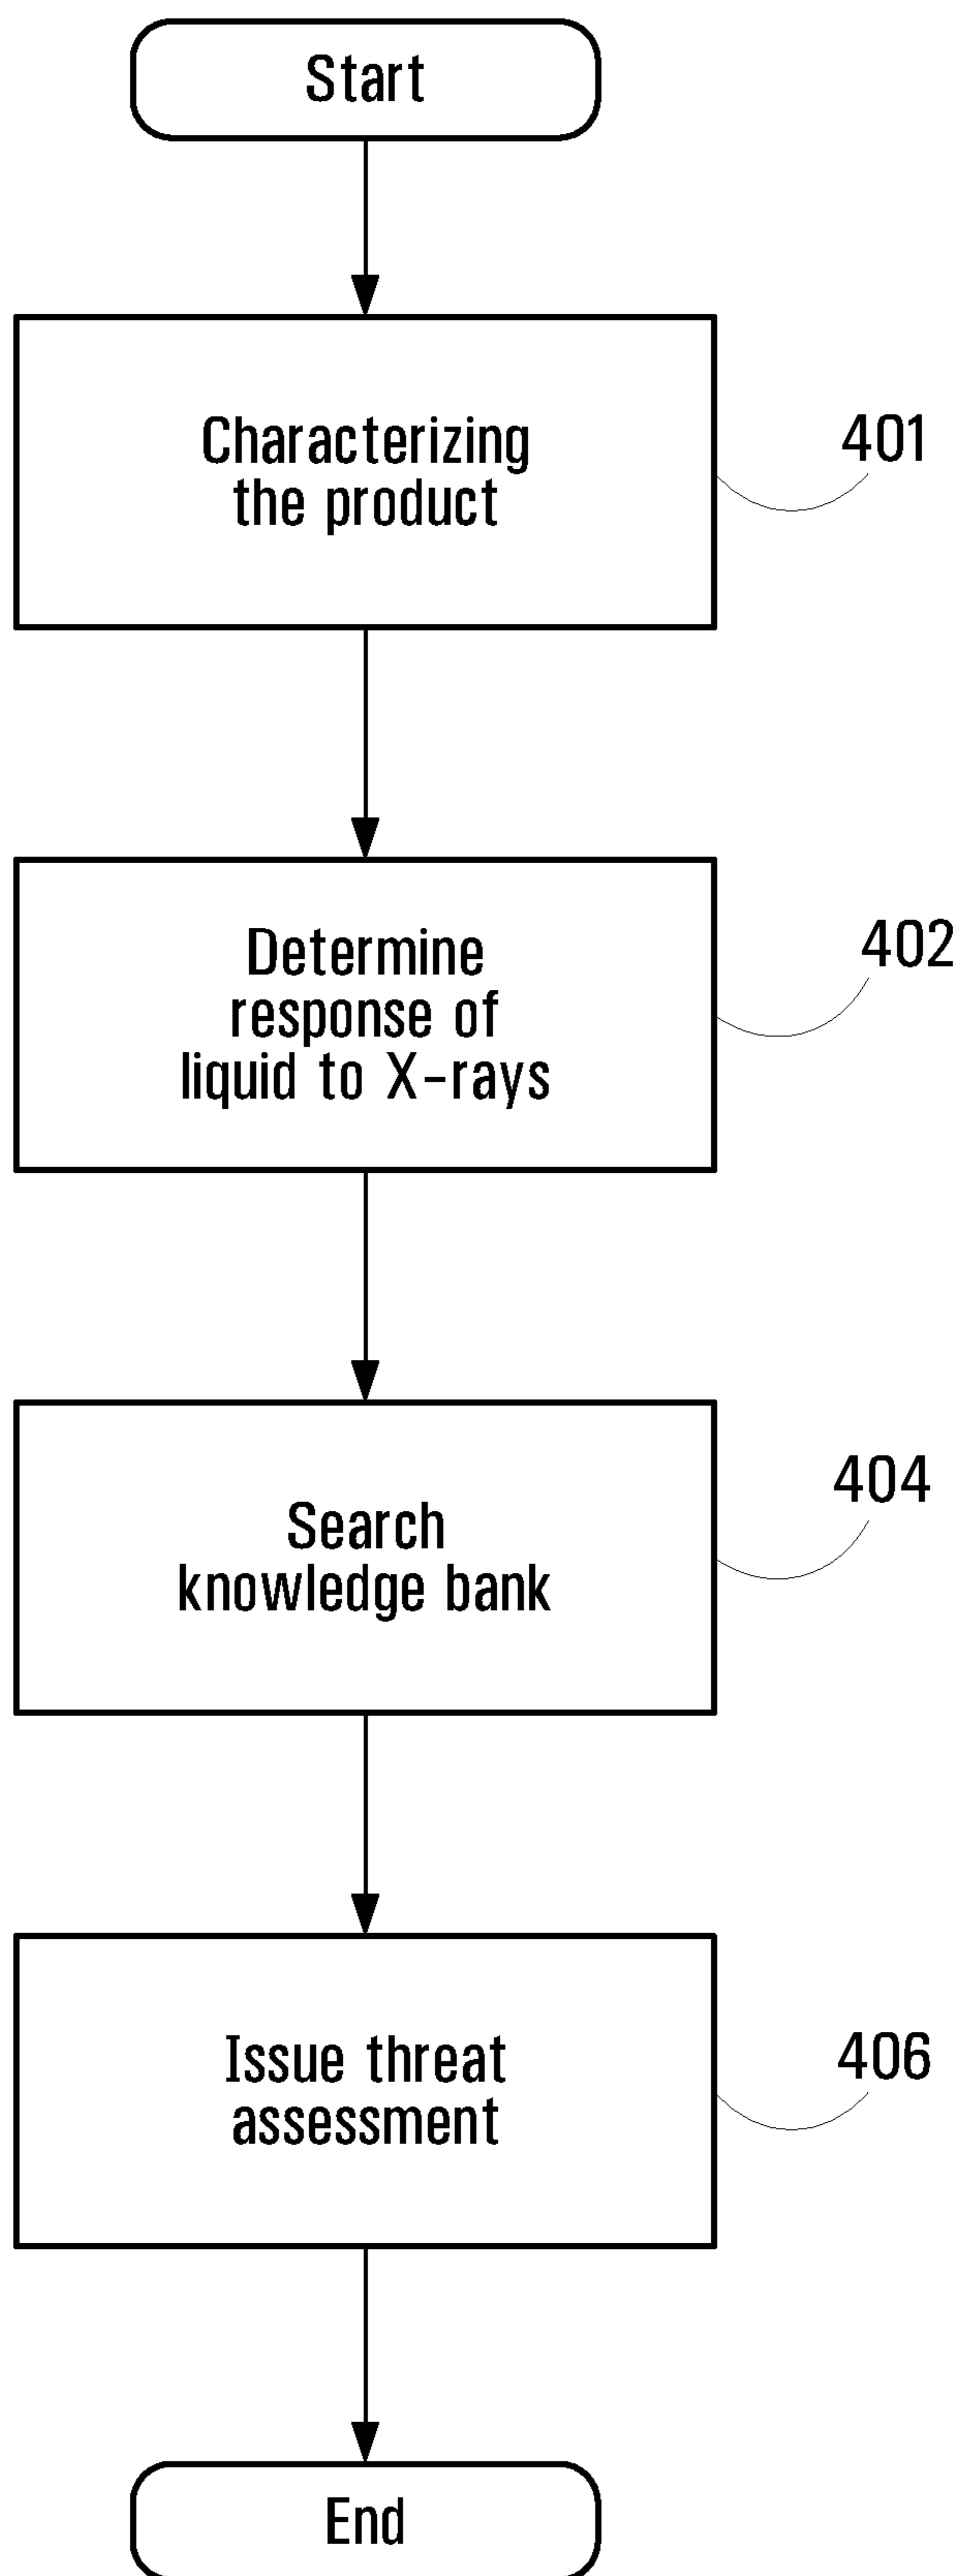 Start
Characterizing
the product
401
Determine
response of
liquid to X-rays
402
Search
knowledge bank
404
Issue threat
assessment
406
End